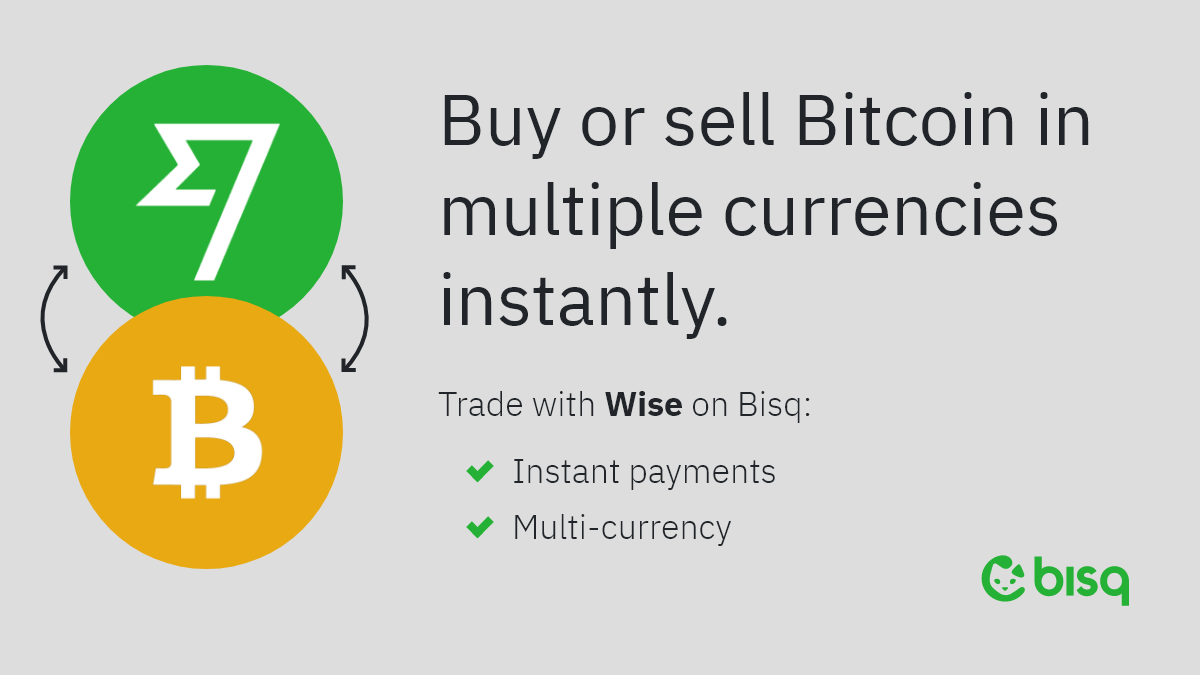 Buy or sell Bitcoin in
multiple currencies
instantly.
Trade with Wise on Bisq:
Instant payments
Multi-currency
bisq